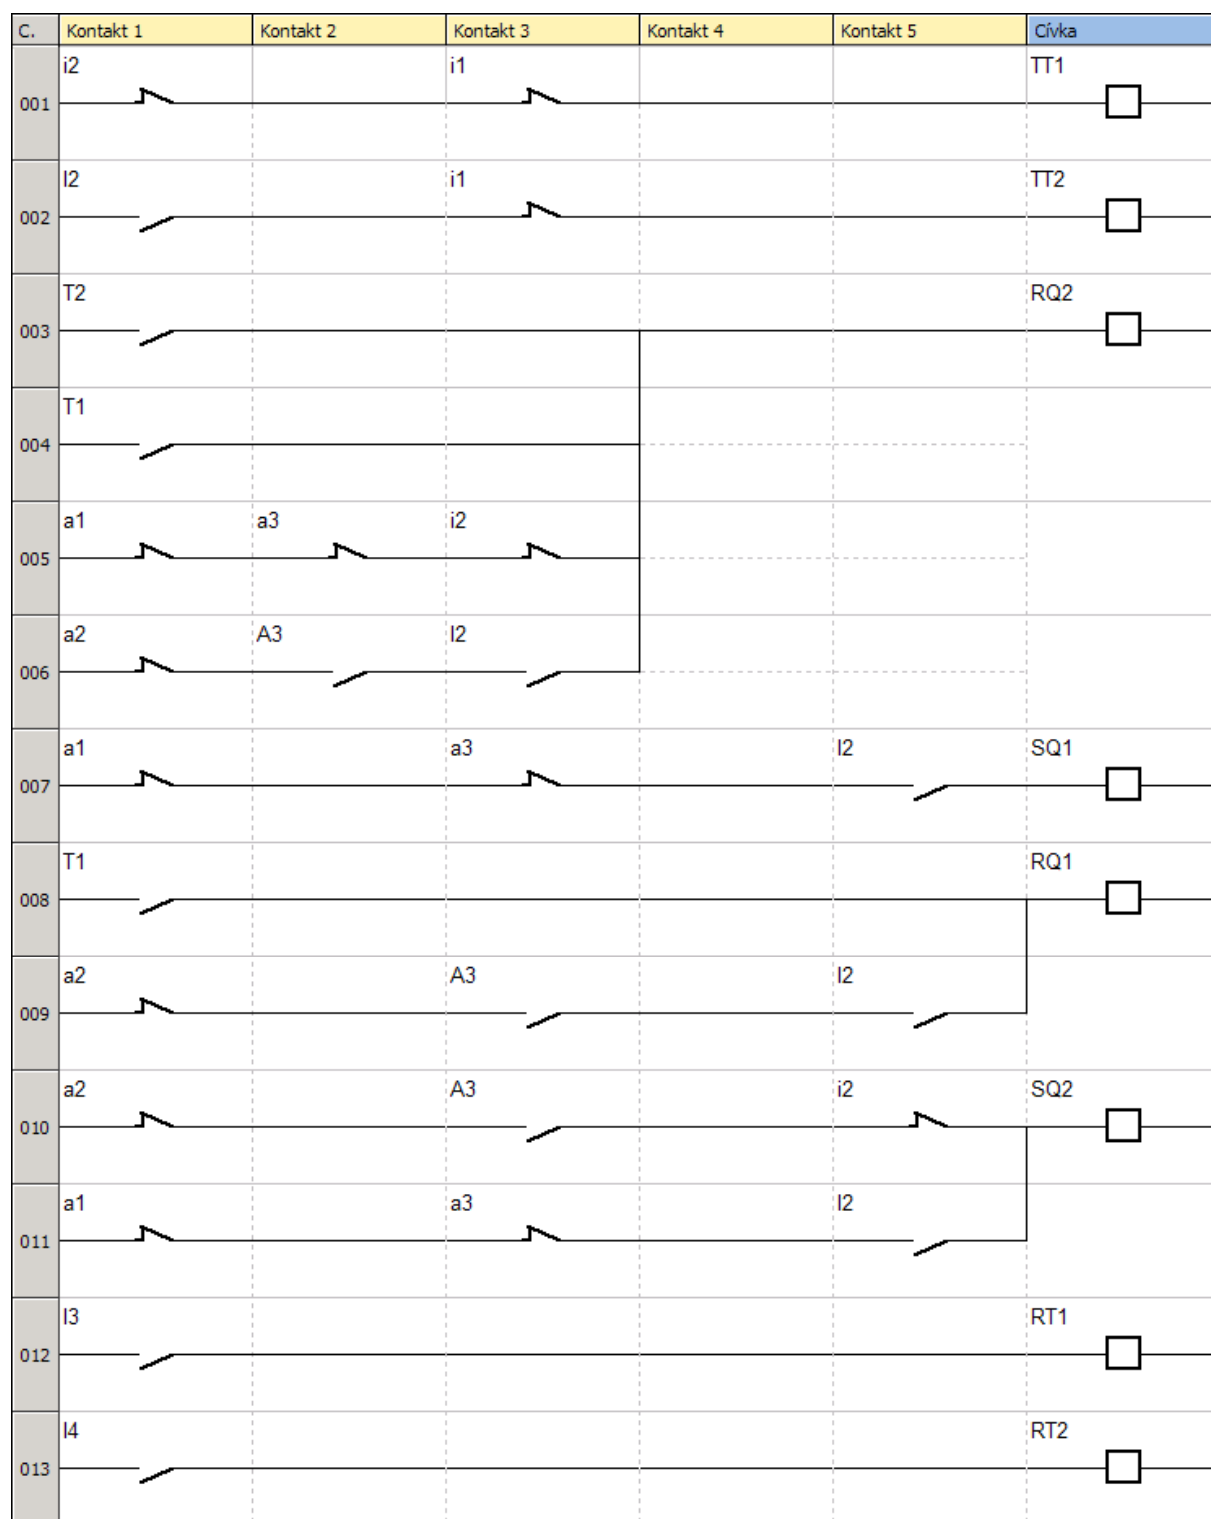 C. Kontakt 1 Kontakt 2 Kontakt 3 Kontakt 4 Kontakt 5 Cívka
i2 i1 TT1
001
I2 i1 TT2
002
T2 RQ2
003
T1
004
a1 a3 i2
005
a2 A3 I2
006
a1 a3 I2 SQ1
007
T1 RQ1
008
a2 A3 I2
009
a2 A3 i2 SQ2
010
a1 a3 I2
011
I3 RT1
012
I4 RT2
013